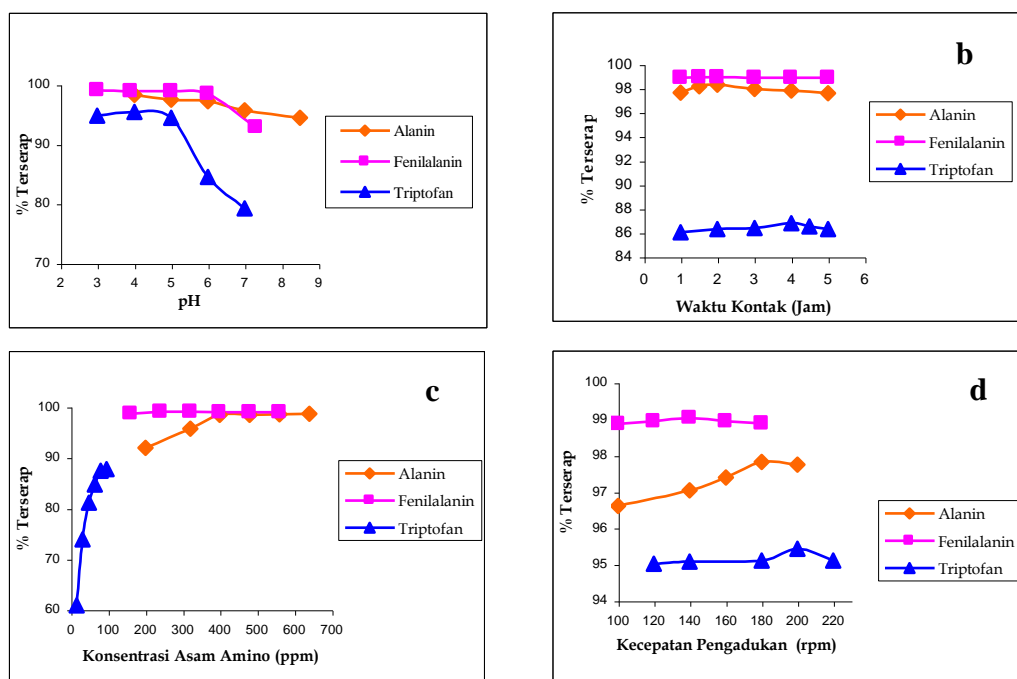 100
90
80
70
% Terserap
2 3 4 5 6 7 8 9
pH
Alanin
Fenilalanin
Triptofan
b
100
98
96
94
92
90
88
86
84
% Terserap
0 1 2 3 4 5 6
Waktu Kontak (Jam)
Alanin
Fenilalanin
Triptofan
c
100
90
80
70
60
% Terserap
0 100 200 300 400 500 600 700
Konsentrasi Asam Amino (ppm)
Alanin
Fenilalanin
Triptofan
d
100
99
98
97
96
95
94
% Terserap
100 120 140 160 180 200 220
Kecepatan Pengadukan (rpm)
Alanin
Fenilalanin
Triptofan